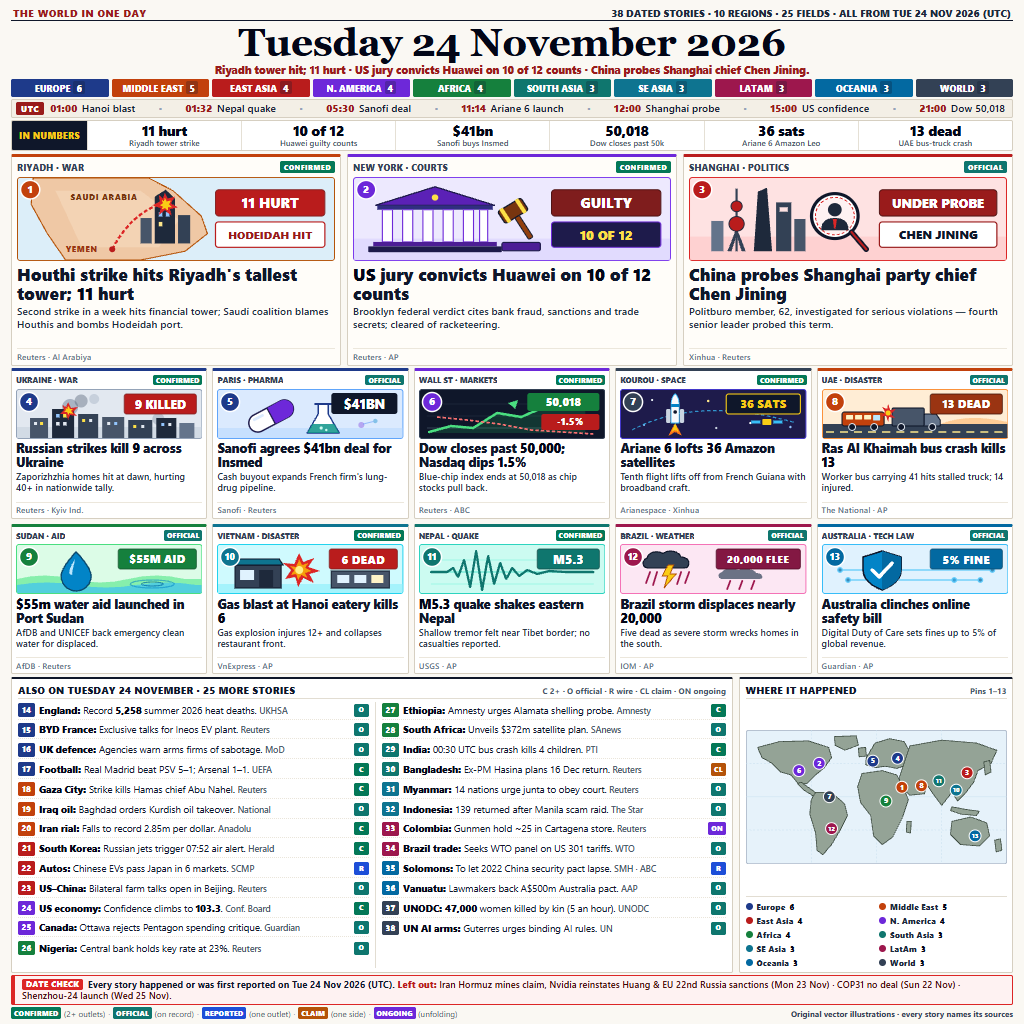 THE WORLD IN ONE DAY
38 DATED STORIES · 10 REGIONS · 25 FIELDS · ALL FROM TUE 24 NOV 2026 (UTC)
Tuesday 24 November 2026
Riyadh tower hit; 11 hurt · US jury convicts Huawei on 10 of 12 counts · China probes Shanghai chief Chen Jining.
EUROPE 6
MIDDLE EAST 5
EAST ASIA 4
N. AMERICA 4
AFRICA 4
SOUTH ASIA 3
SE ASIA 3
LATAM 3
OCEANIA 3
WORLD 3
UTC 01:00 Hanoi blast · 01:32 Nepal quake · 05:30 Sanofi deal · 11:14 Ariane 6 launch · 12:00 Shanghai probe · 15:00 US confidence · 21:00 Dow 50,018
IN NUMBERS
11 hurt
Riyadh tower strike
10 of 12
Huawei guilty counts
$41bn
Sanofi buys Insmed
50,018
Dow closes past 50k
36 sats
Ariane 6 Amazon Leo
13 dead
UAE bus-truck crash
RIYADH · WAR
CONFIRMED
1
SAUDI ARABIA
YEMEN
11 HURT
HODEIDAH HIT
Houthi strike hits Riyadh's tallest
tower; 11 hurt
Second strike in a week hits financial tower; Saudi coalition blames
Houthis and bombs Hodeidah port.
Reuters · Al Arabiya
NEW YORK · COURTS
CONFIRMED
2
GUILTY
10 OF 12
US jury convicts Huawei on 10 of 12
counts
Brooklyn federal verdict cites bank fraud, sanctions and trade
secrets; cleared of racketeering.
Reuters · AP
SHANGHAI · POLITICS
OFFICIAL
3
UNDER PROBE
CHEN JINING
China probes Shanghai party chief
Chen Jining
Politburo member, 62, investigated for serious violations — fourth
senior leader probed this term.
Xinhua · Reuters
UKRAINE · WAR
CONFIRMED
4
9 KILLED
Russian strikes kill 9 across
Ukraine
Zaporizhzhia homes hit at dawn, hurting
40+ in nationwide tally.
Reuters · Kyiv Ind.
PARIS · PHARMA
OFFICIAL
5
$41BN
Sanofi agrees $41bn deal for
Insmed
Cash buyout expands French firm's lung-
drug pipeline.
Sanofi · Reuters
WALL ST · MARKETS
CONFIRMED
6
50,018
-1.5%
Dow closes past 50,000;
Nasdaq dips 1.5%
Blue-chip index ends at 50,018 as chip
stocks pull back.
Reuters · ABC
KOUROU · SPACE
CONFIRMED
7
36 SATS
Ariane 6 lofts 36 Amazon
satellites
Tenth flight lifts off from French Guiana with
broadband craft.
Arianespace · Xinhua
UAE · DISASTER
OFFICIAL
8
13 DEAD
Ras Al Khaimah bus crash kills
13
Worker bus carrying 41 hits stalled truck; 14
injured.
The National · AP
SUDAN · AID
OFFICIAL
9
$55M AID
$55m water aid launched in
Port Sudan
AfDB and UNICEF back emergency clean
water for displaced.
AfDB · Reuters
VIETNAM · DISASTER
CONFIRMED
10
6 DEAD
Gas blast at Hanoi eatery kills
6
Gas explosion injures 12+ and collapses
restaurant front.
VnExpress · AP
NEPAL · QUAKE
CONFIRMED
11
M5.3
M5.3 quake shakes eastern
Nepal
Shallow tremor felt near Tibet border; no
casualties reported.
USGS · AP
BRAZIL · WEATHER
OFFICIAL
12
20,000 FLEE
Brazil storm displaces nearly
20,000
Five dead as severe storm wrecks homes in
the south.
IOM · AP
AUSTRALIA · TECH LAW
OFFICIAL
13
5% FINE
Australia clinches online
safety bill
Digital Duty of Care sets fines up to 5% of
global revenue.
Guardian · AP
ALSO ON TUESDAY 24 NOVEMBER · 25 MORE STORIES
C 2+ · O official · R wire · CL claim · ON ongoing
14 England: Record 5,258 summer 2026 heat deaths. UKHSA O
15 BYD France: Exclusive talks for Ineos EV plant. Reuters O
16 UK defence: Agencies warn arms firms of sabotage. MoD O
17 Football: Real Madrid beat PSV 5–1; Arsenal 1–1. UEFA C
18 Gaza City: Strike kills Hamas chief Abu Nahel. Reuters C
19 Iraq oil: Baghdad orders Kurdish oil takeover. National O
20 Iran rial: Falls to record 2.85m per dollar. Anadolu C
21 South Korea: Russian jets trigger 07:52 air alert. Herald C
22 Autos: Chinese EVs pass Japan in 6 markets. SCMP R
23 US–China: Bilateral farm talks open in Beijing. Reuters O
24 US economy: Confidence climbs to 103.3. Conf. Board C
25 Canada: Ottawa rejects Pentagon spending critique. Guardian O
26 Nigeria: Central bank holds key rate at 23%. Reuters O
27 Ethiopia: Amnesty urges Alamata shelling probe. Amnesty C
28 South Africa: Unveils $372m satellite plan. SAnews O
29 India: 00:30 UTC bus crash kills 4 children. PTI C
30 Bangladesh: Ex-PM Hasina plans 16 Dec return. Reuters CL
31 Myanmar: 14 nations urge junta to obey court. Reuters O
32 Indonesia: 139 returned after Manila scam raid. The Star O
33 Colombia: Gunmen hold ~25 in Cartagena store. Reuters ON
34 Brazil trade: Seeks WTO panel on US 301 tariffs. WTO O
35 Solomons: To let 2022 China security pact lapse. SMH · ABC R
36 Vanuatu: Lawmakers back A$500m Australia pact. AAP O
37 UNODC: 47,000 women killed by kin (5 an hour). UNODC O
38 UN AI arms: Guterres urges binding AI rules. UN O
WHERE IT HAPPENED
Pins 1–13
6
2
5
4
3
1
8
11
10
7
9
12
13
Europe 6
Middle East 5
East Asia 4
N. America 4
Africa 4
South Asia 3
SE Asia 3
LatAm 3
Oceania 3
World 3
DATE CHECK Every story happened or was first reported on Tue 24 Nov 2026 (UTC). Left out: Iran Hormuz mines claim, Nvidia reinstates Huang & EU 22nd Russia sanctions (Mon 23 Nov) · COP31 no deal (Sun 22 Nov) ·
Shenzhou-24 launch (Wed 25 Nov).
CONFIRMED (2+ outlets) · OFFICIAL (on record) · REPORTED (one outlet) · CLAIM (one side) · ONGOING (unfolding)
Original vector illustrations · every story names its sources